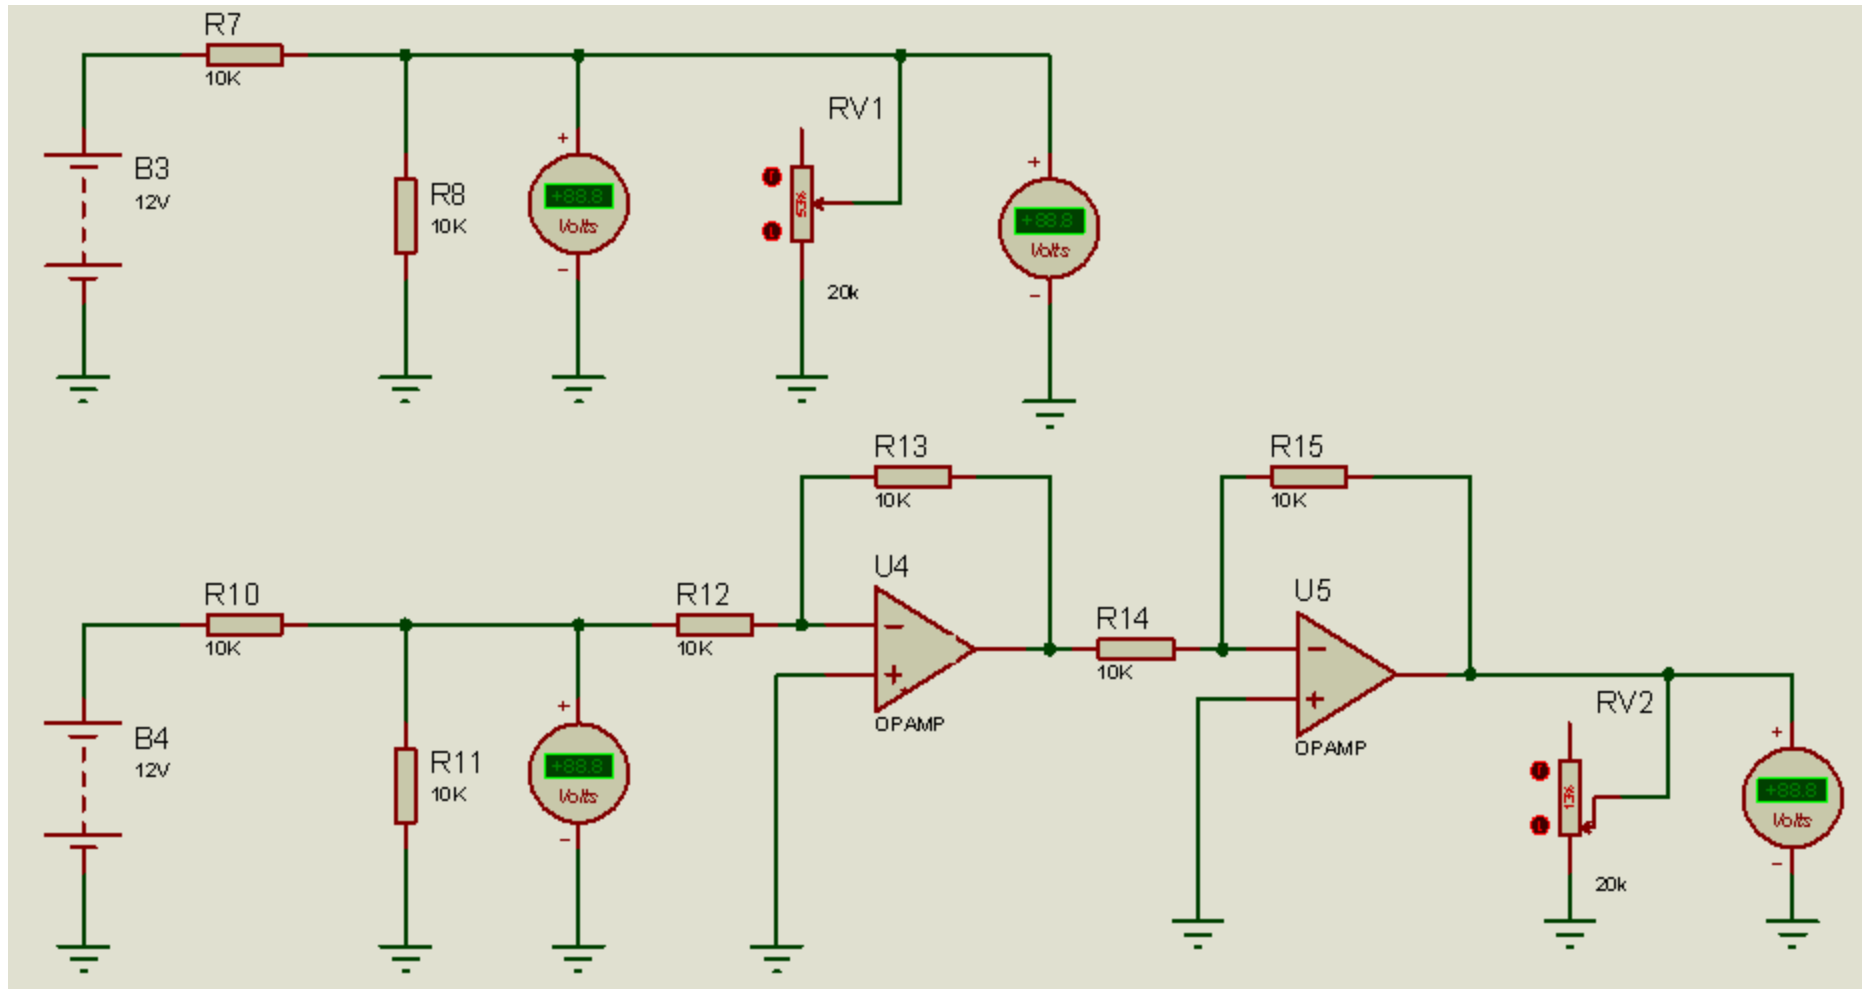 R7
10K
B3
12V
R8
10K
+
+88.8
Volts
−
RV1
53%
20k
+
+88.8
Volts
−
R13
10K
R15
10K
R10
10K
R12
10K
U4
−
+
OPAMP
R14
10K
U5
−
+
OPAMP
B4
12V
R11
10K
+
+88.8
Volts
−
RV2
13%
20k
+
+88.8
Volts
−